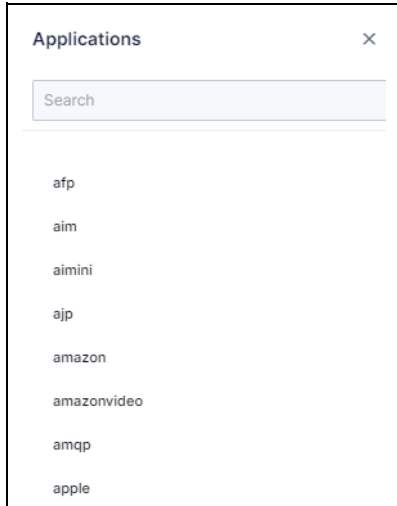 Applications
Search
afp
aim
aimini
ajp
amazon
amazonvideo
amqp
apple